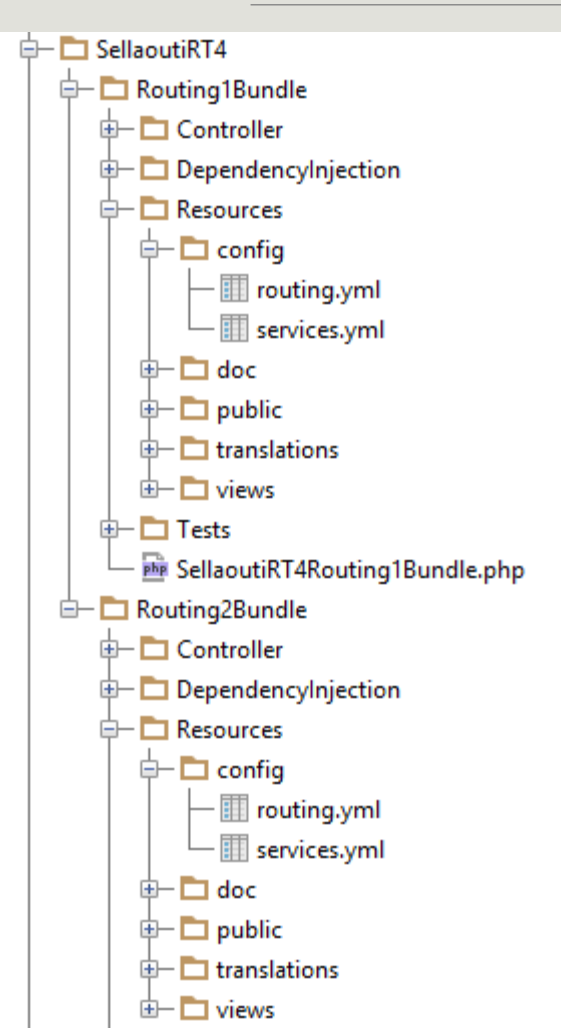 SellaoutiRT4
Routing1Bundle
Controller
DependencyInjection
Resources
config
routing.yml
services.yml
doc
public
translations
views
Tests
php SellaoutiRT4Routing1Bundle.php
Routing2Bundle
Controller
DependencyInjection
Resources
config
routing.yml
services.yml
doc
public
translations
views